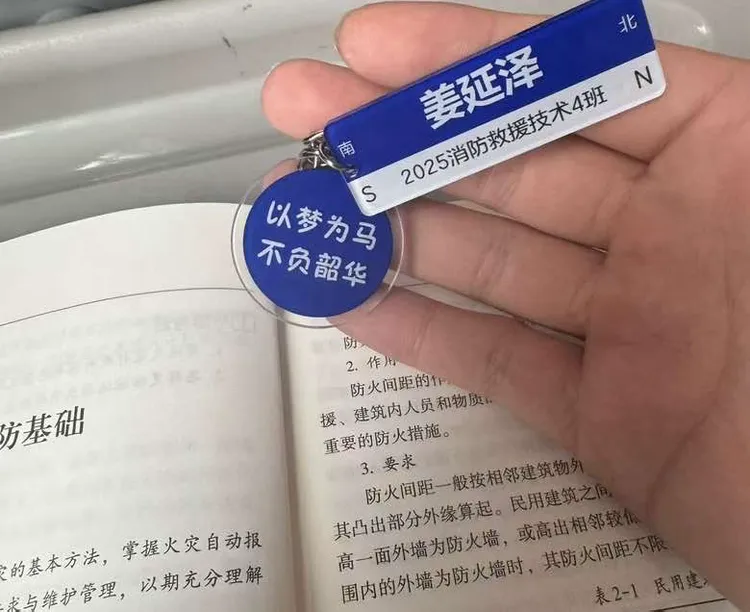 北
姜延泽
N
南
2025消防救援技术4班
S
以梦为马
不负韶华
防基础
灾的基本方法，掌握火灾自动报
求与维护管理，以期充分理解
防
2. 作用
防火间距的作
援、建筑内人员和物质
重要的防火措施。
3. 要求
防火间距一般按相邻建筑物外
其凸出部分外缘算起。民用建筑之间
高一面外墙为防火墙，或高出相邻较低
围内的外墙为防火墙时，其防火间距不限
表2-1 民用建